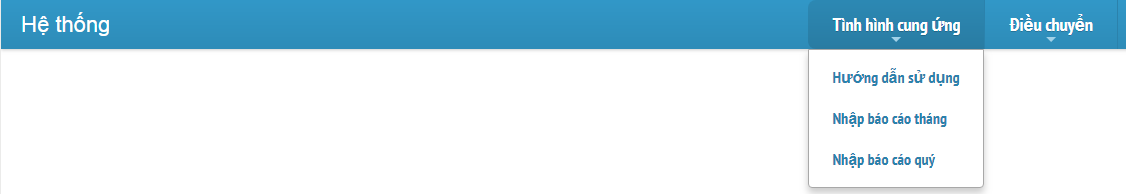 Hệ thống
Tình hình cung ứng
Điều chuyển
Hướng dẫn sử dụng
Nhập báo cáo tháng
Nhập báo cáo quý